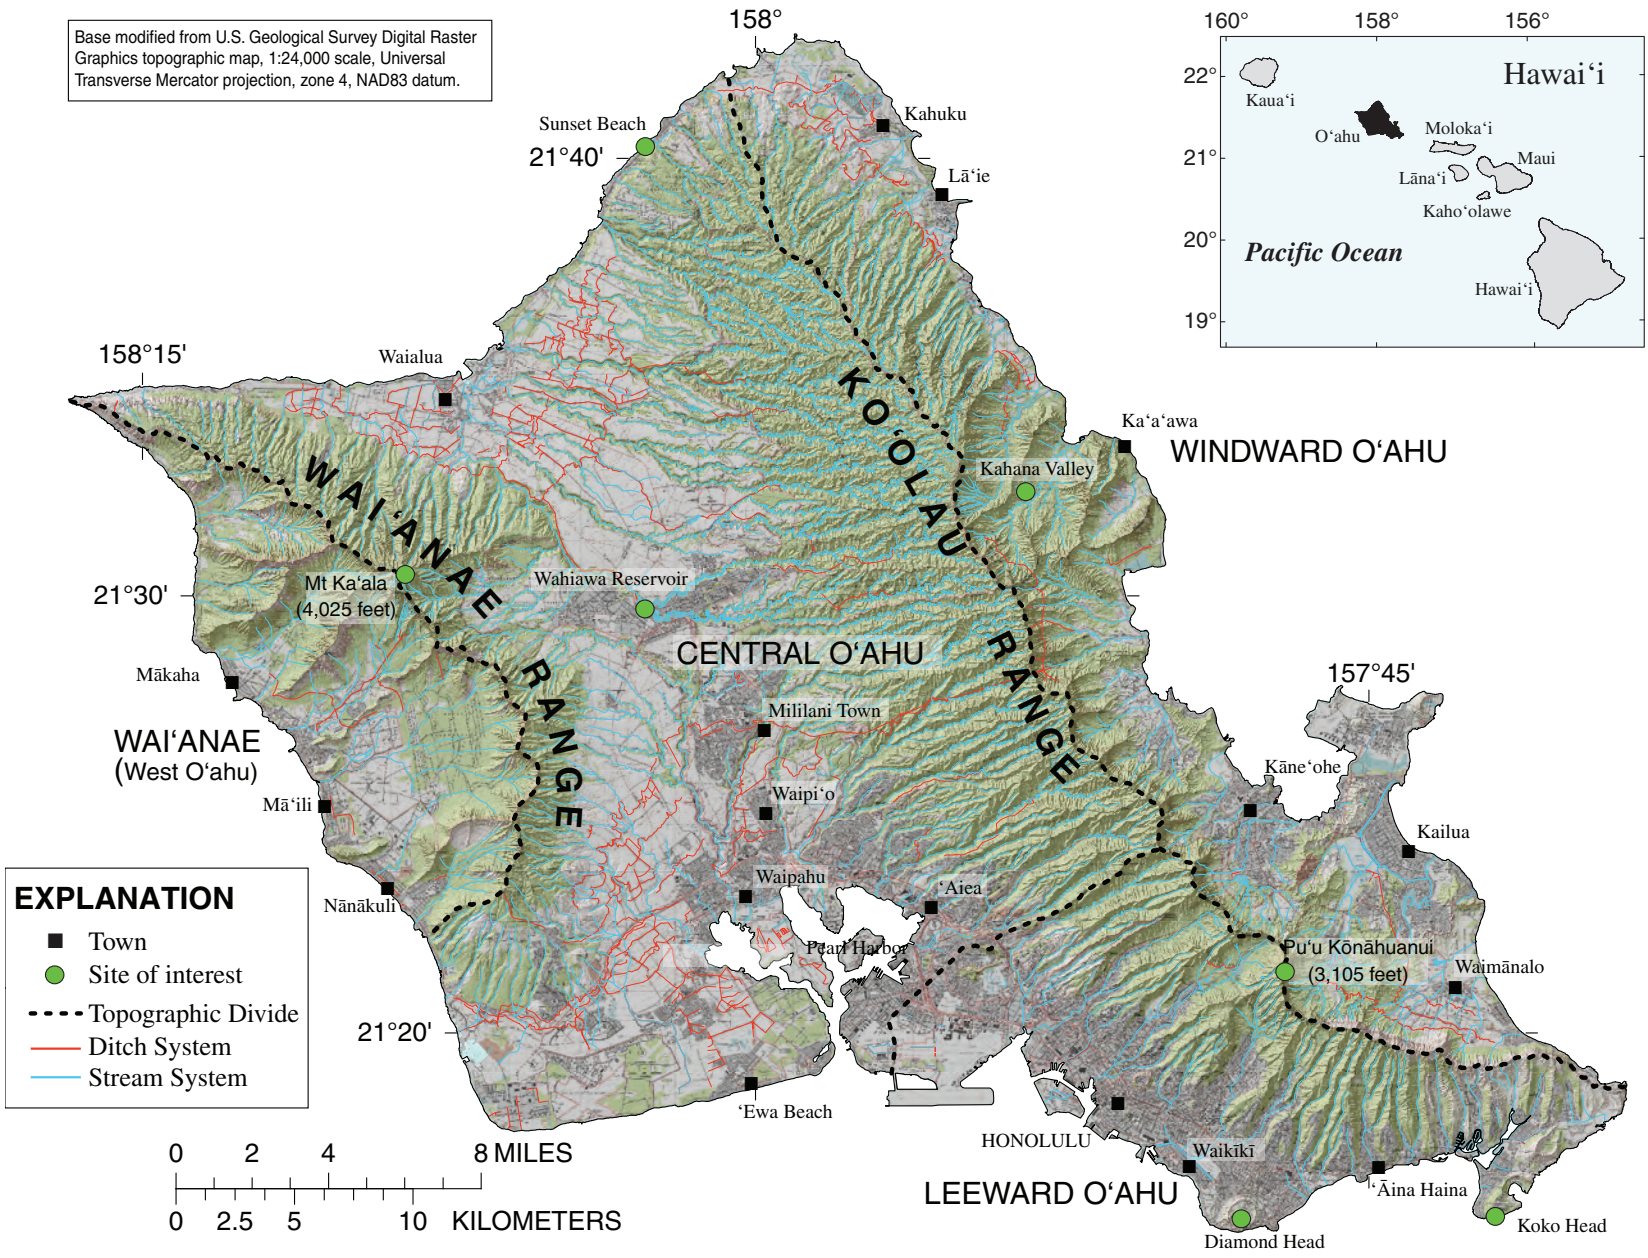 Base modified from U.S. Geological Survey Digital Raster
Graphics topographic map, 1:24,000 scale, Universal
Transverse Mercator projection, zone 4, NAD83 datum.
158°
160°
158°
156°
22°
21°
20°
19°
Hawai‘i
Kaua‘i
O‘ahu
Moloka‘i
Maui
Lāna‘i
Kaho‘olawe
Pacific Ocean
Hawai‘i
Kahuku
Sunset Beach
21°40'
Lā‘ie
158°15'
Waialua
Ka‘a‘awa
WINDWARD O‘AHU
Kahana Valley
KO‘OLAU
RANGE
WAI‘ANAE
RANGE
Mt Ka‘ala
(4,025 feet)
Wahiawa Reservoir
21°30'
CENTRAL O‘AHU
Mākaha
157°45'
Mililani Town
WAI‘ANAE
(West O‘ahu)
Kāne‘ohe
Mā‘ili
Waipi‘o
Kailua
Waipahu
‘Aiea
Nānākuli
Pearl Harbor
Pu‘u Kōnāhuanui
(3,105 feet)
Waimānalo
21°20'
‘Ewa Beach
HONOLULU
Waikīkī
LEEWARD O‘AHU
‘Āina Haina
Koko Head
Diamond Head
EXPLANATION
Town
Site of interest
Topographic Divide
Ditch System
Stream System
0 2 4 8 MILES
0 2.5 5 10 KILOMETERS